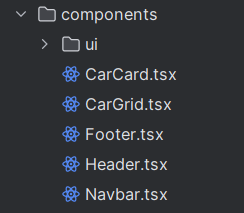 components
ui
CarCard.tsx
CarGrid.tsx
Footer.tsx
Header.tsx
Navbar.tsx